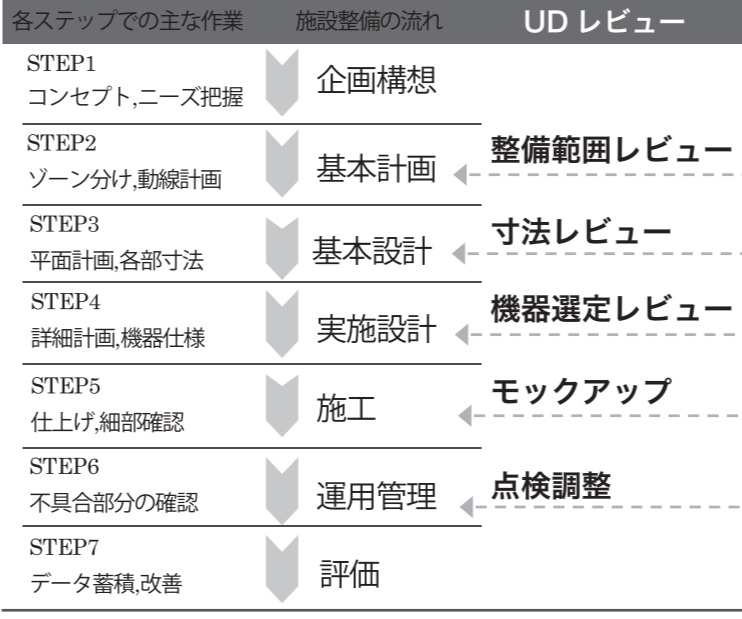 各ステップでの主な作業 施設整備の流れ UD レビュー
STEP1
コンセプト,ニーズ把握
企画構想
STEP2
ゾーン分け,動線計画
基本計画
整備範囲レビュー
STEP3
平面計画,各部寸法
基本設計
寸法レビュー
STEP4
詳細計画,機器仕様
実施設計
機器選定レビュー
STEP5
仕上げ,細部確認
施工
モックアップ
STEP6
不具合部分の確認
運用管理
点検調整
STEP7
データ蓄積,改善
評価